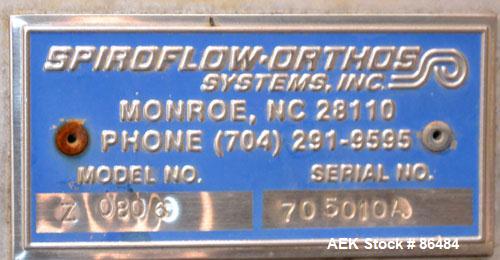 SPIROFLOW·ORTHOS
SYSTEMS, INC.
MONROE, NC 28110
PHONE (704) 291-9595
MODEL NO. SERIAL NO.
Z 0806 705010A
AEK Stock # 86484